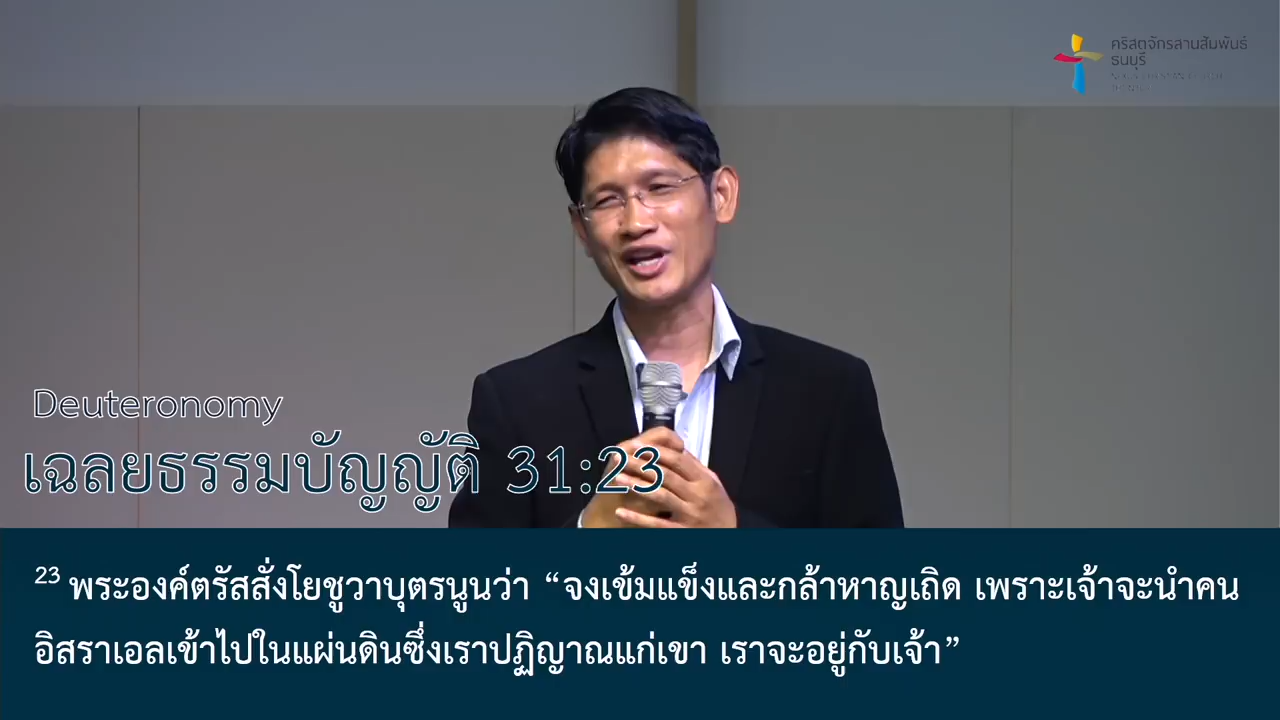 คริสตจักรสานสัมพันธ์
ธนบุรี
Deuteronomy
เฉลยธรรมบัญญัติ 31:23
23 พระองค์ตรัสสั่งโยชูวาบุตรนูนว่า “จงเข้มแข็งและกล้าหาญเถิด เพราะเจ้าจะนำคน
อิสราเอลเข้าไปในแผ่นดินซึ่งเราปฏิญาณแก่เขา เราจะอยู่กับเจ้า”